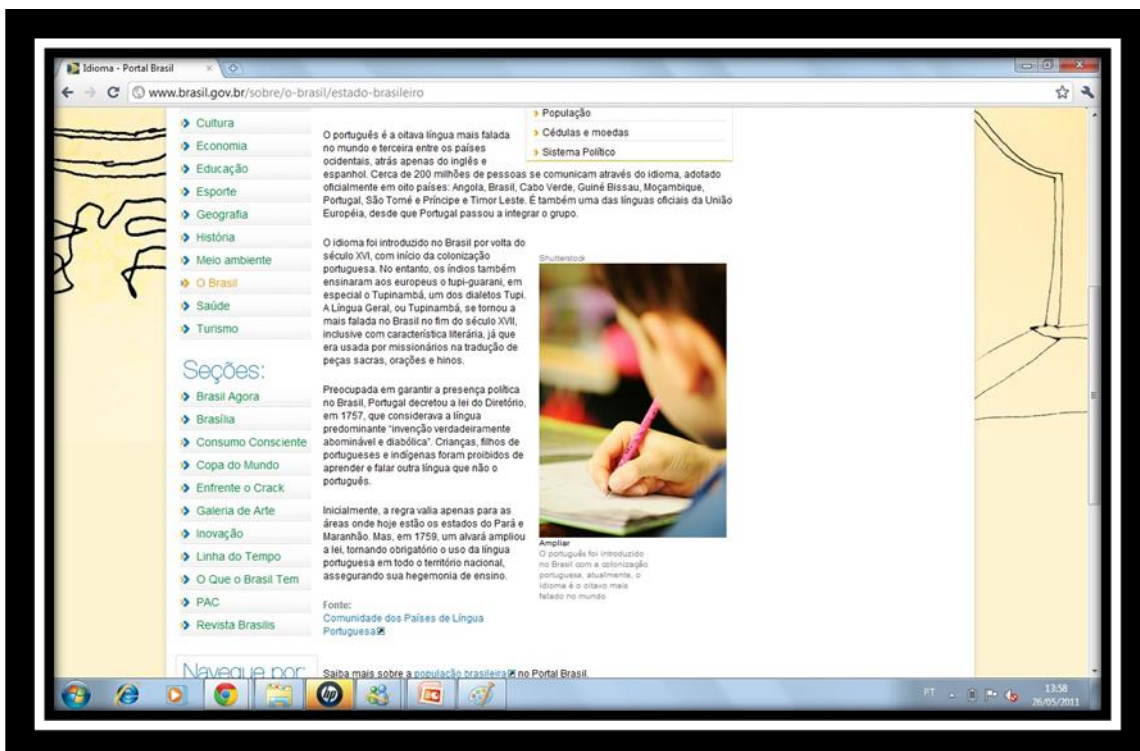 Idioma - Portal Brasil
www.brasil.gov.br/sobre/o-brasil/estado-brasileiro
Cultura
Economia
Educação
Esporte
Geografia
História
Meio ambiente
O Brasil
Saúde
Turismo
Seções:
Brasil Agora
Brasília
Consumo Consciente
Copa do Mundo
Enfrente o Crack
Galeria de Arte
Inovação
Linha do Tempo
O Que o Brasil Tem
PAC
Revista Brasilis
Navegue por:
População
Cédulas e moedas
Sistema Político
O português é a oitava língua mais falada
no mundo e terceira entre os países
ocidentais, atrás apenas do inglês e
espanhol. Cerca de 200 milhões de pessoas se comunicam através do idioma, adotado
oficialmente em oito países: Angola, Brasil, Cabo Verde, Guiné Bissau, Moçambique,
Portugal, São Tomé e Príncipe e Timor Leste. É também uma das línguas oficiais da União
Européia, desde que Portugal passou a integrar o grupo.
O idioma foi introduzido no Brasil por volta do
século XVI, com início da colonização
portuguesa. No entanto, os índios também
ensinaram aos europeus o tupi-guarani, em
especial o Tupinambá, um dos dialetos Tupi.
A Língua Geral, ou Tupinambá, se tornou a
mais falada no Brasil no fim do século XVII,
inclusive com característica literária, já que
era usada por missionários na tradução de
peças sacras, orações e hinos.
Preocupada em garantir a presença política
no Brasil, Portugal decretou a lei do Diretório,
em 1757, que considerava a língua
predominante "invenção verdadeiramente
abominável e diabólica". Crianças, filhos de
portugueses e indígenas foram proibidos de
aprender e falar outra língua que não o
português.
Inicialmente, a regra valia apenas para as
áreas onde hoje estão os estados do Pará e
Maranhão. Mas, em 1759, um alvará ampliou
a lei, tornando obrigatório o uso da língua
portuguesa em todo o território nacional,
assegurando sua hegemonia de ensino.
Fonte:
Comunidade dos Países de Língua
Portuguesa
Saiba mais sobre a população brasileira no Portal Brasil.
Shutterstock
Ampliar
O português foi introduzido
no Brasil com a colonização
portuguesa, atualmente, o
idioma é o oitavo mais
falado no mundo
hp
PT
13:58
26/05/2011